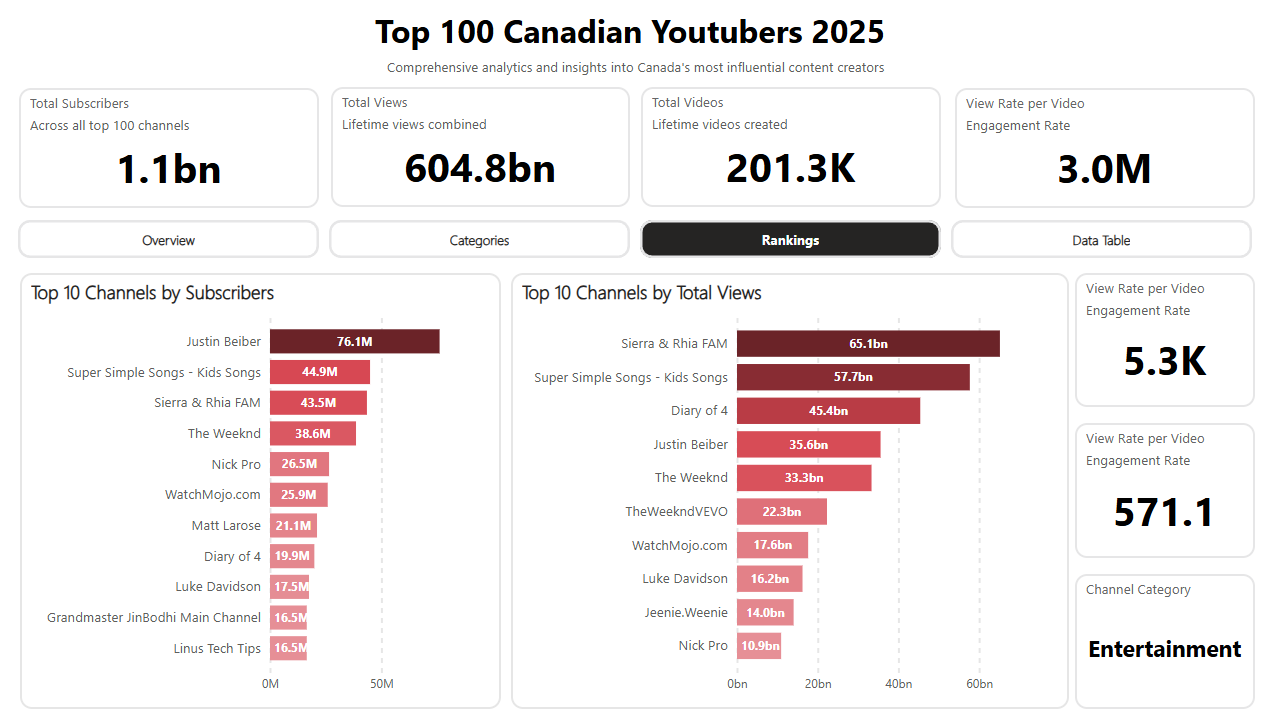 Top 100 Canadian Youtubers 2025
Comprehensive analytics and insights into Canada's most influential content creators
Total Subscribers
Across all top 100 channels
1.1bn
Total Views
Lifetime views combined
604.8bn
Total Videos
Lifetime videos created
201.3K
View Rate per Video
Engagement Rate
3.0M
Overview
Categories
Rankings
Data Table
Top 10 Channels by Subscribers
Justin Beiber 76.1M
Super Simple Songs - Kids Songs 44.9M
Sierra & Rhia FAM 43.5M
The Weeknd 38.6M
Nick Pro 26.5M
WatchMojo.com 25.9M
Matt Larose 21.1M
Diary of 4 19.9M
Luke Davidson 17.5M
Grandmaster JinBodhi Main Channel 16.5M
Linus Tech Tips 16.5M
0M 50M
Top 10 Channels by Total Views
Sierra & Rhia FAM 65.1bn
Super Simple Songs - Kids Songs 57.7bn
Diary of 4 45.4bn
Justin Beiber 35.6bn
The Weeknd 33.3bn
TheWeekndVEVO 22.3bn
WatchMojo.com 17.6bn
Luke Davidson 16.2bn
Jeenie.Weenie 14.0bn
Nick Pro 10.9bn
0bn 20bn 40bn 60bn
View Rate per Video
Engagement Rate
5.3K
View Rate per Video
Engagement Rate
571.1
Channel Category
Entertainment